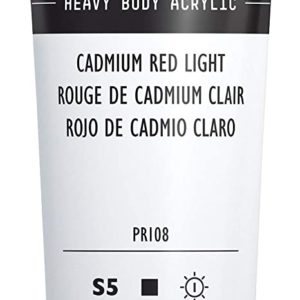 HEAVY BODY ACRYLIC
CADMIUM RED LIGHT
ROUGE DE CADMIUM CLAIR
ROJO DE CADMIO CLARO
PR108
S5 I